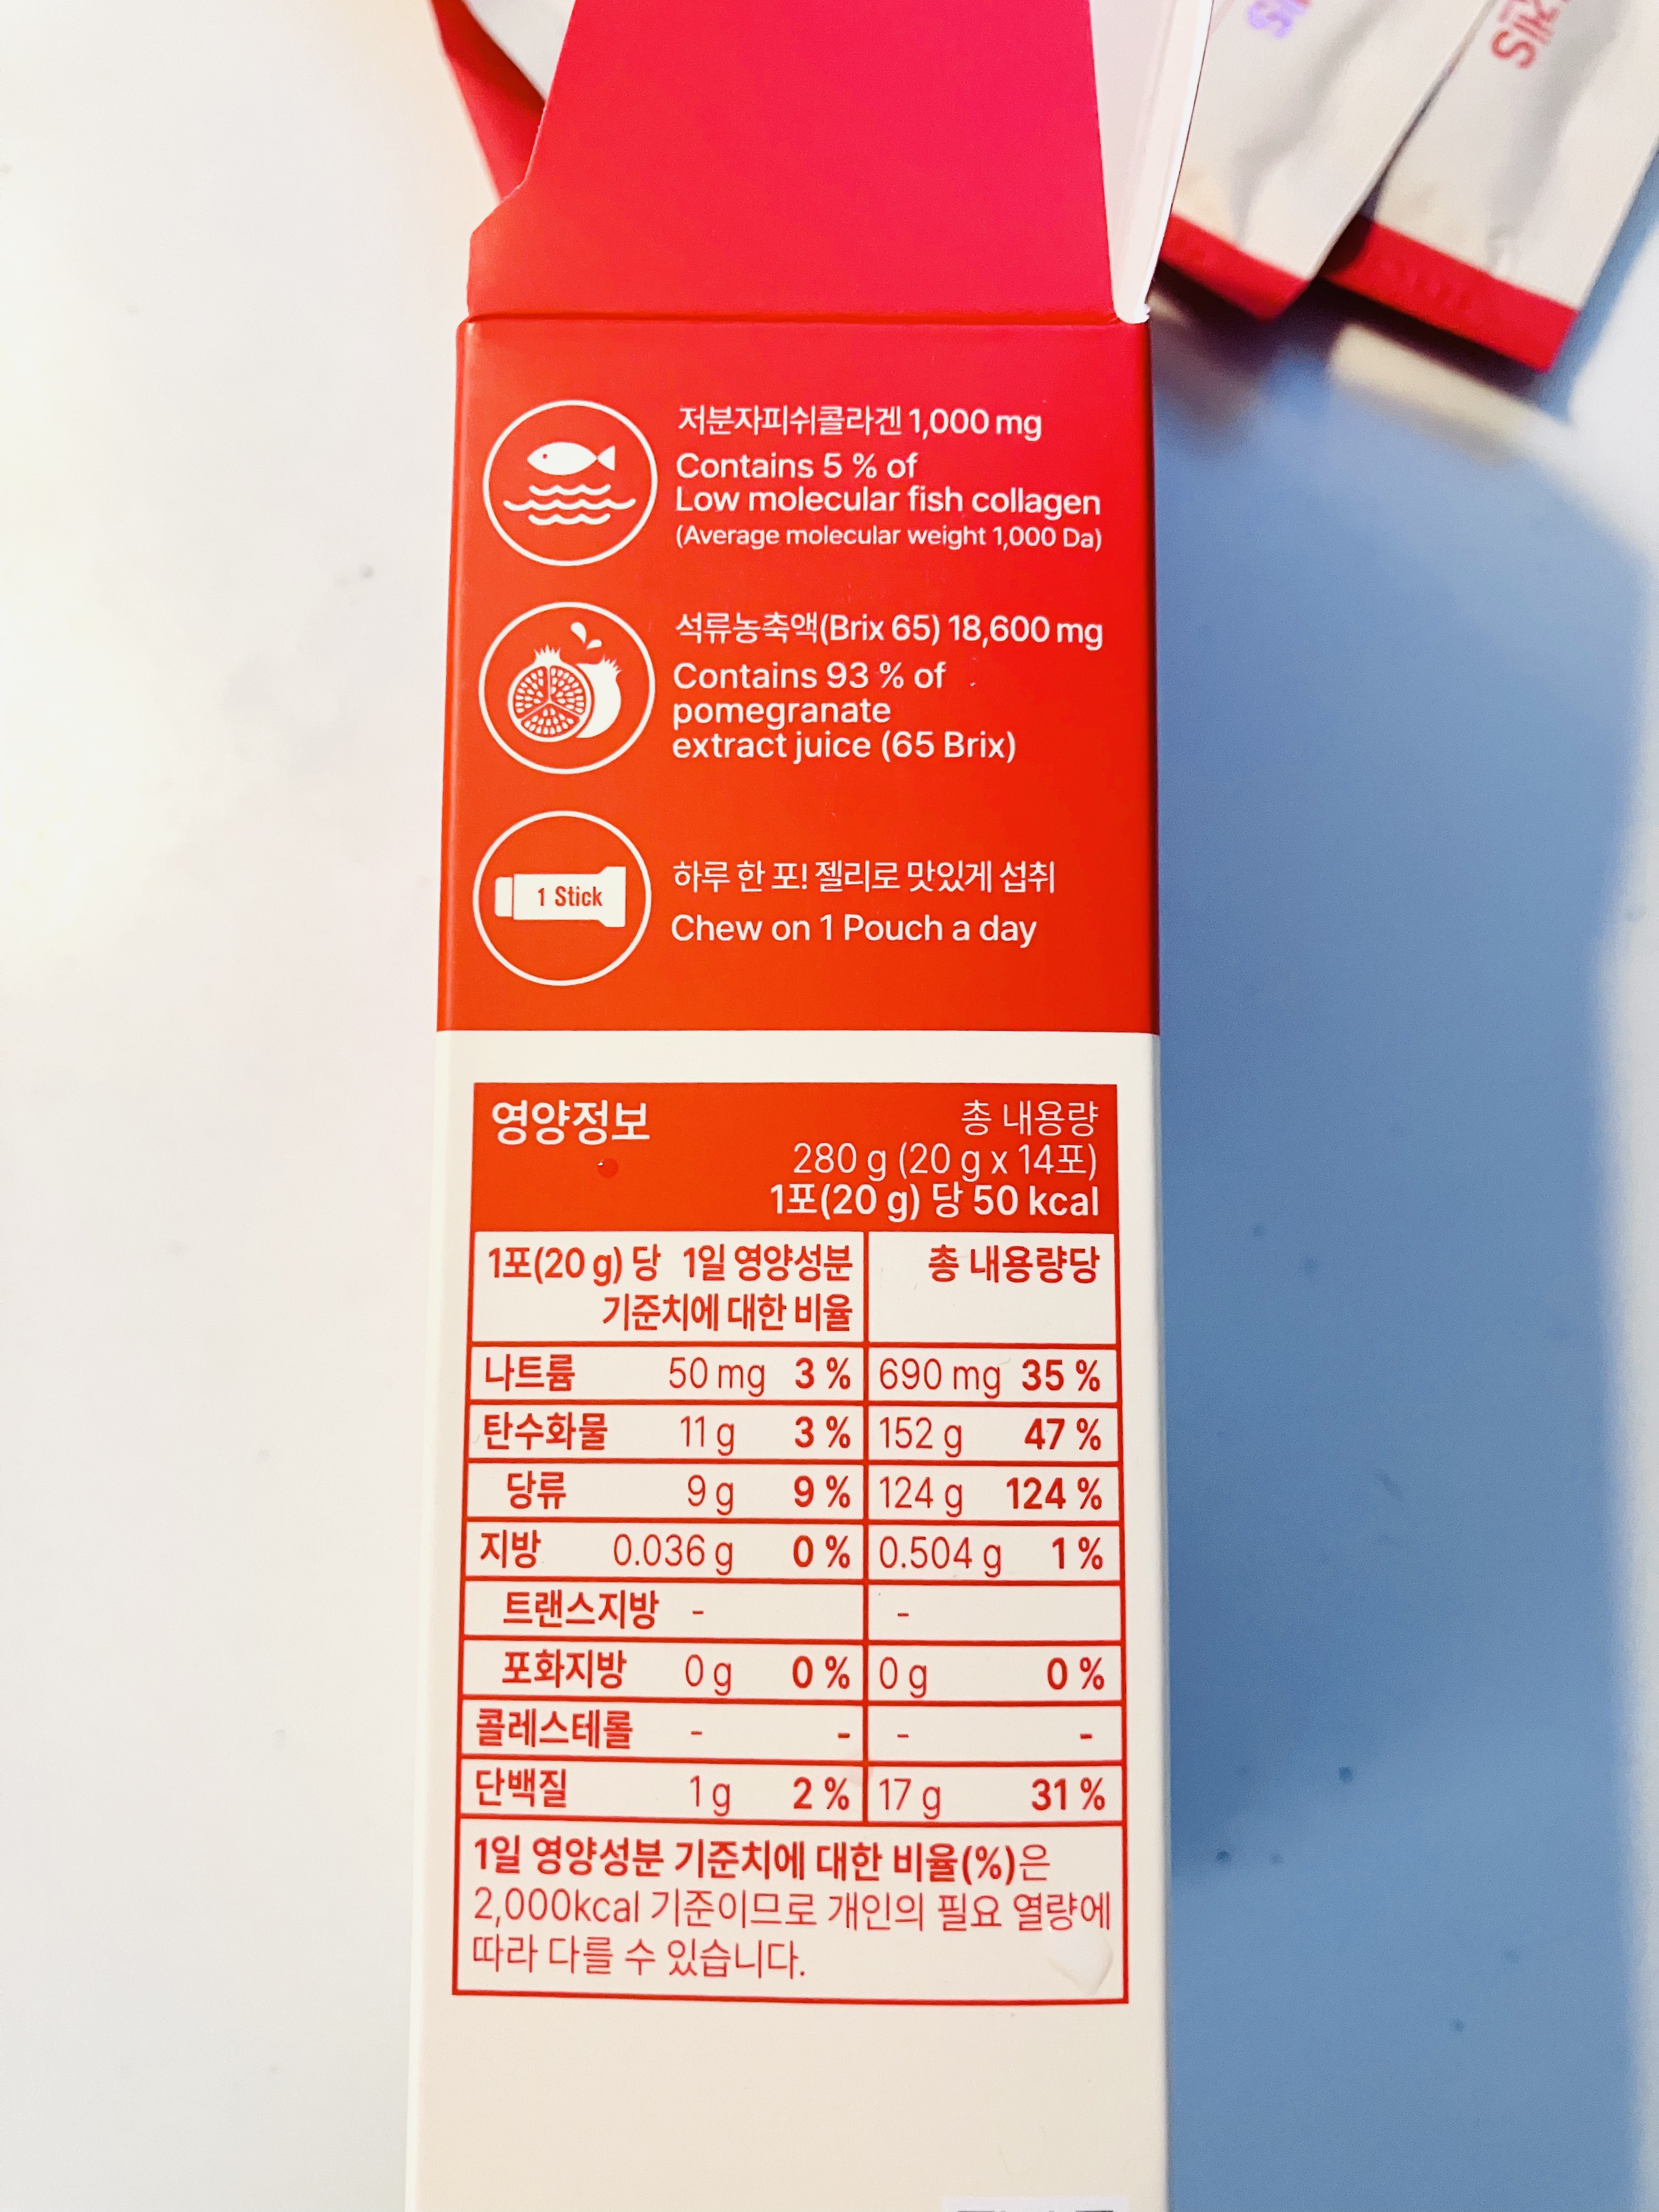 저분자피쉬콜라겐 1,000 mg
Contains 5 % of
Low molecular fish collagen
(Average molecular weight 1,000 Da)
석류농축액(Brix 65) 18,600 mg
Contains 93 % of
pomegranate
extract juice (65 Brix)
1 Stick
하루 한 포! 젤리로 맛있게 섭취
Chew on 1 Pouch a day
영양정보
총 내용량
280 g (20 g x 14포)
1포(20 g) 당 50 kcal
1포(20 g) 당 1일 영양성분 총 내용량당
기준치에 대한 비율
나트륨 50 mg 3 % 690 mg 35 %
탄수화물 11 g 3 % 152 g 47 %
당류 9 g 9 % 124 g 124 %
지방 0.036 g 0 % 0.504 g 1 %
트랜스지방 - -
포화지방 0 g 0 % 0 g 0 %
콜레스테롤 - - - -
단백질 1 g 2 % 17 g 31 %
1일 영양성분 기준치에 대한 비율(%)은
2,000kcal 기준이므로 개인의 필요 열량에
따라 다를 수 있습니다.